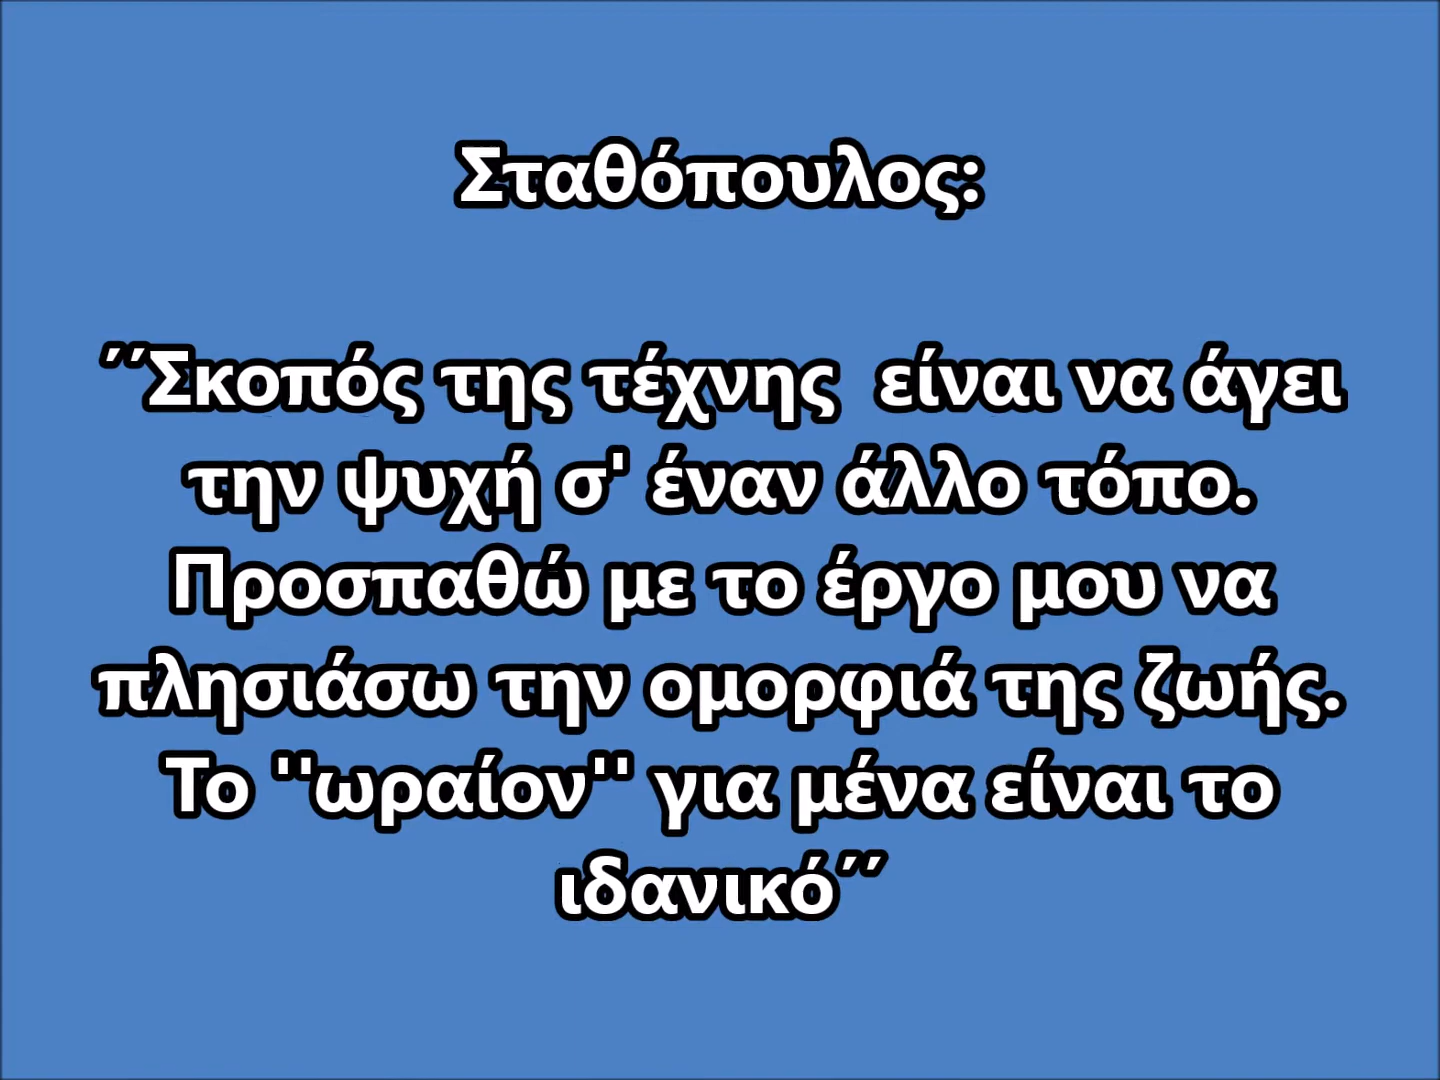 Σταθόπουλος:
΄΄Σκοπός της τέχνης  είναι να άγει
την ψυχή σ' έναν άλλο τόπο.
Προσπαθώ με το έργο μου να
πλησιάσω την ομορφιά της ζωής.
Το ''ωραίον'' για μένα είναι το
ιδανικό΄΄